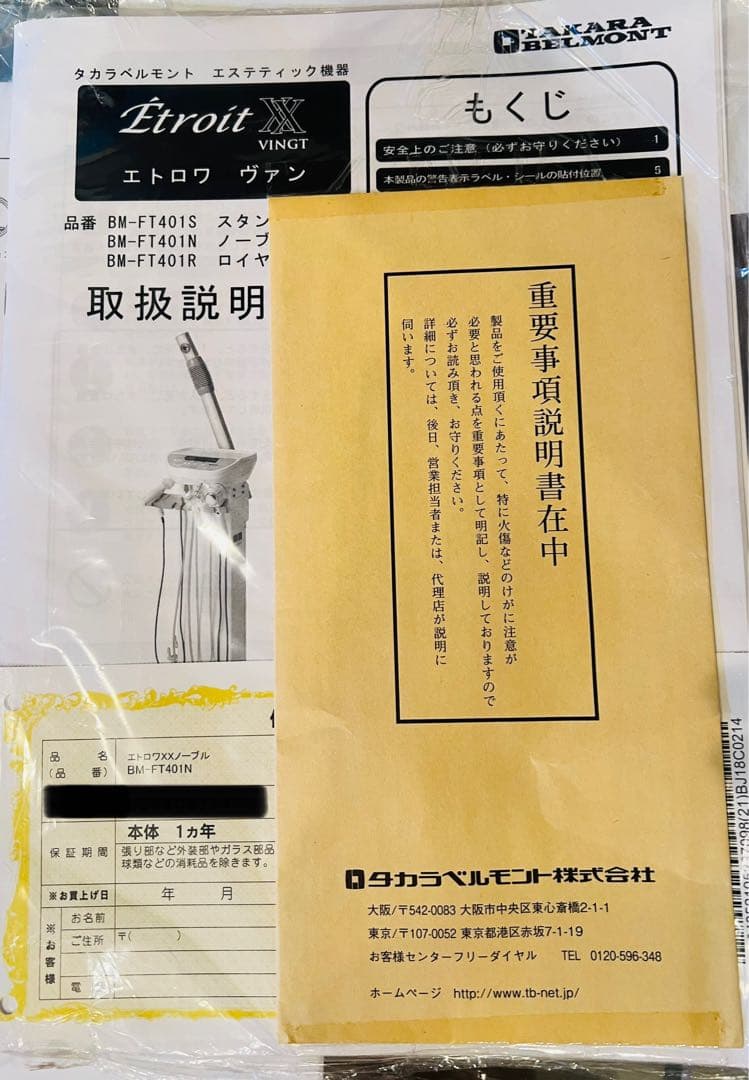 TAKARA
BELMONT
タカラベルモント エステティック機器
Étroit XX
VINGT
エトロワ ヴァン
品番 BM-FT401S スタン
BM-FT401N ノーブ
BM-FT401R ロイヤ
取扱説明
もくじ
安全上のご注意（必ずお守りください） 1
本製品の警告表示ラベル・シールの貼付位置 5
重要事項説明書在中
製品をご使用頂くにあたって、特に火傷などのけがに注意が
必要と思われる点を重要事項として明記し、説明しておりますので
必ずお読み頂き、お守りください。
詳細については、後日、営業担当者または、代理店が説明に
伺います。
タカラベルモント株式会社
大阪/〒542-0083 大阪市中央区東心斎橋2-1-1
東京/〒107-0052 東京都港区赤坂7-1-19
お客様センターフリーダイヤル TEL 0120-596-348
ホームページ http://www.tb-net.jp/
品名 エトロワXXノーブル
（品番） BM-FT401N
保証期間 本体 1ヵ年
張り部など外装部やガラス部品
球類などの消耗品を除きます。
※お買上げ日 年 月
※お客様
お名前
ご住所 〒( )
電
(21)BJ18C0214